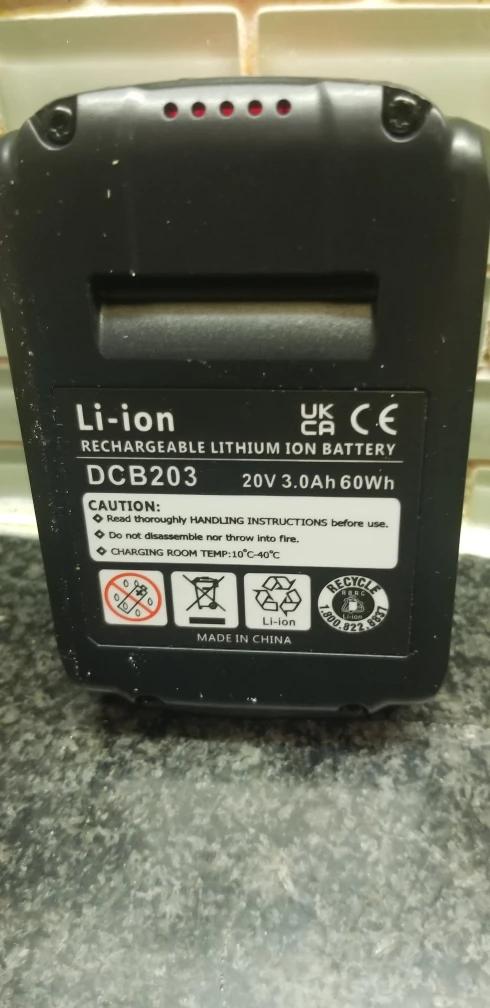 Li-ion
UK
CA
CE
RECHARGEABLE LITHIUM ION BATTERY
DCB203
20V 3.0Ah 60Wh
CAUTION:
Read thoroughly HANDLING INSTRUCTIONS before use.
Do not disassemble nor throw into fire.
CHARGING ROOM TEMP:10°C-40°C
Li-ion
RECYCLE
RBRC
Li-ion
1.800.822.8837
MADE IN CHINA